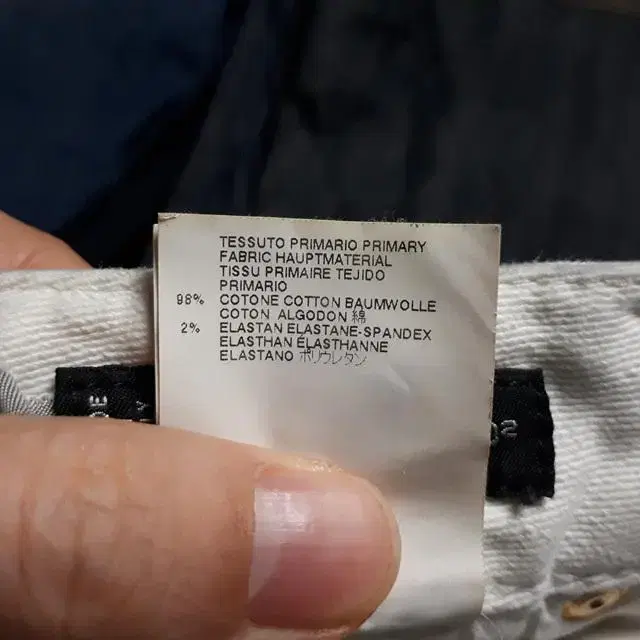 TESSUTO PRIMARIO PRIMARY
FABRIC HAUPTMATERIAL
TISSU PRIMAIRE TEJIDO
PRIMARIO
98% COTONE COTTON BAUMWOLLE
COTON ALGODON 綿
2% ELASTAN ELASTANE-SPANDEX
ELASTHAN ÉLASTHANNE
ELASTANO ポリウレタン